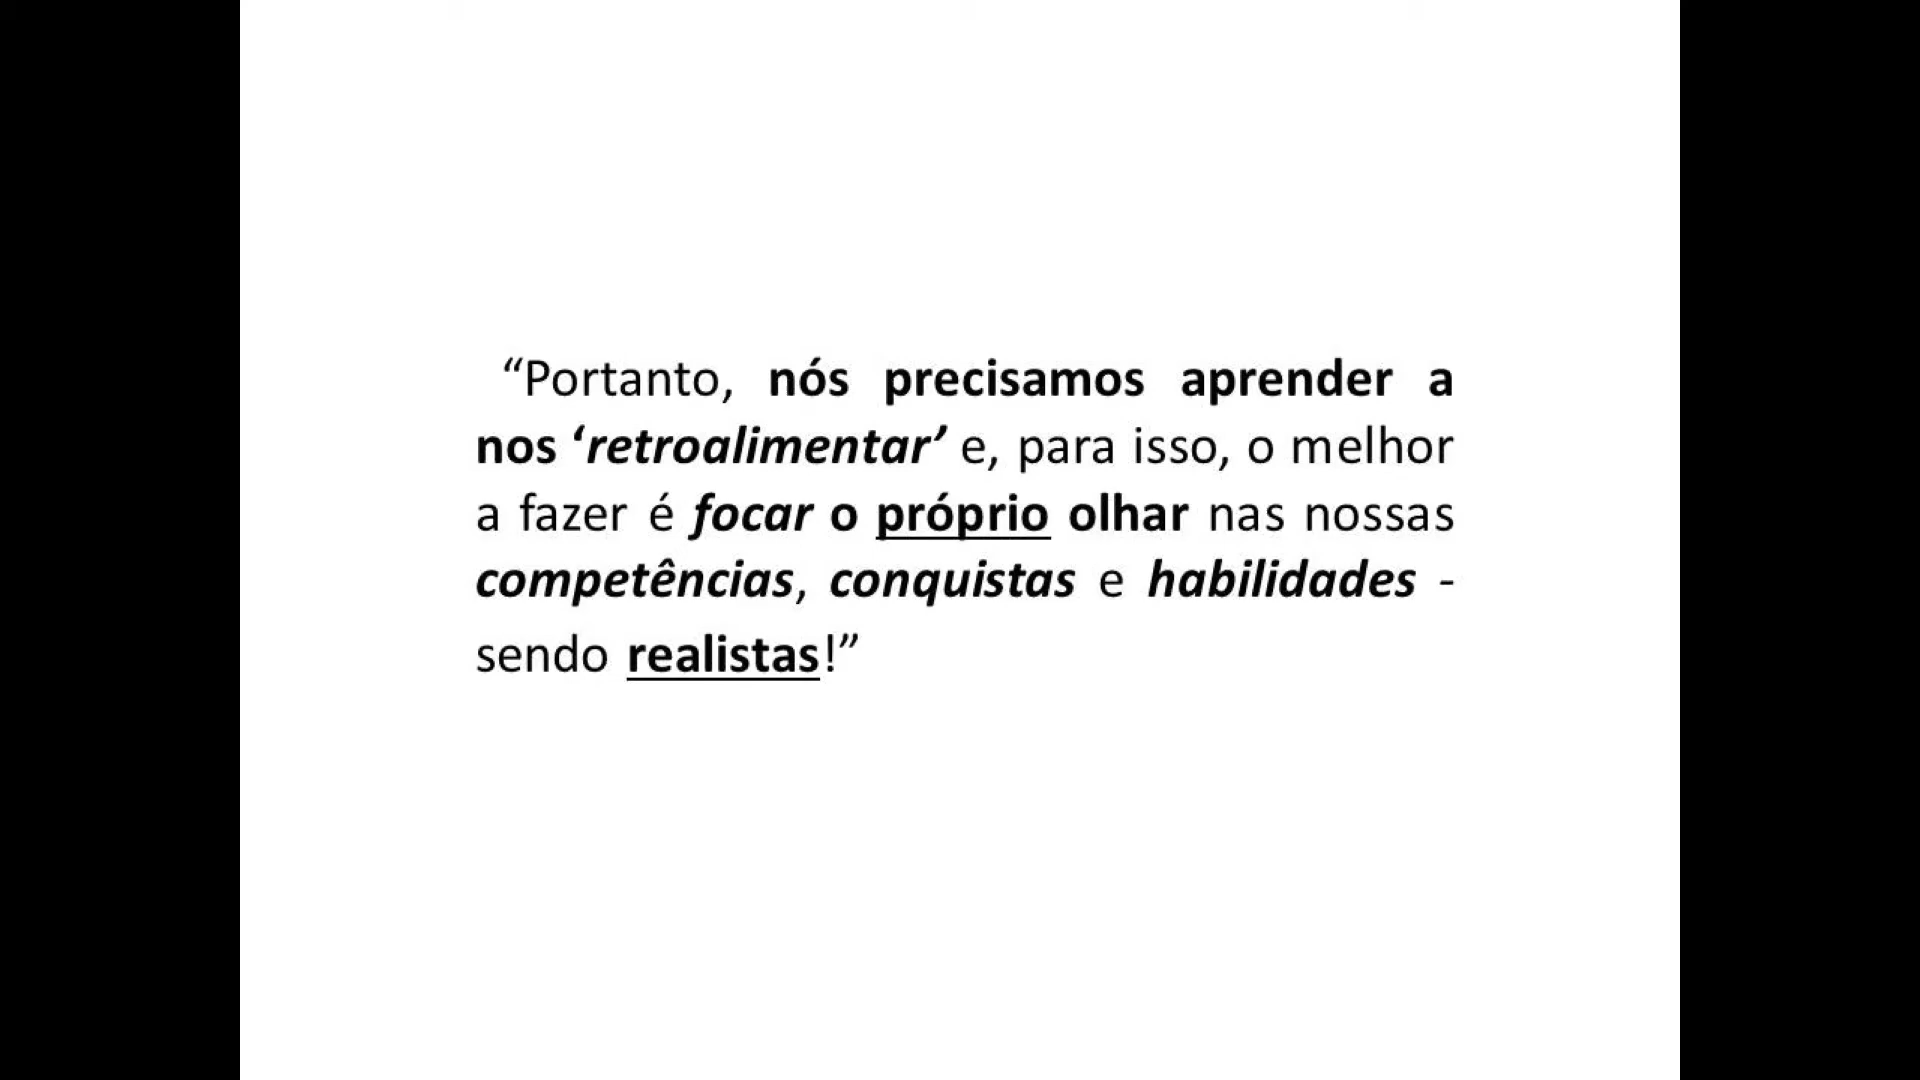 “Portanto, nós precisamos aprender a
nos ‘retroalimentar’ e, para isso, o melhor
a fazer é focar o próprio olhar nas nossas
competências, conquistas e habilidades -
sendo realistas!”